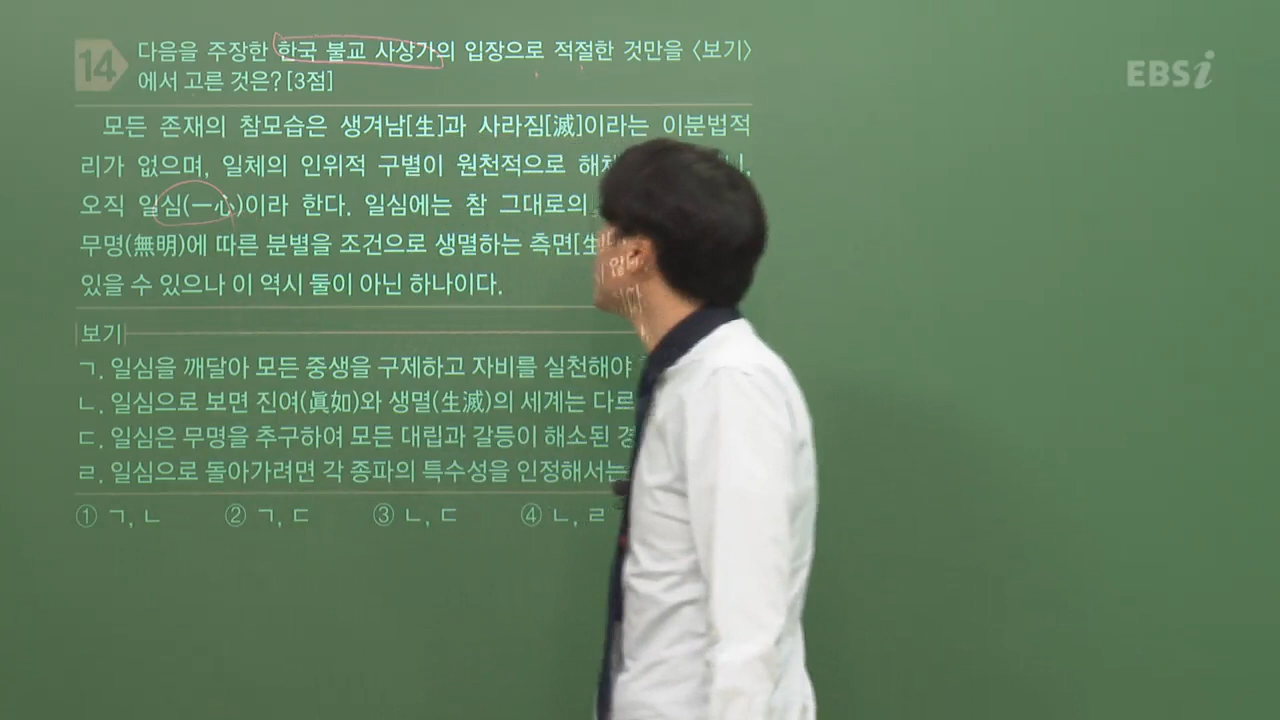 14 다음을 주장한 한국 불교 사상가의 입장으로 적절한 것만을 <보기>
에서 고른 것은? [3점]
EBSi
모든 존재의 참모습은 생겨남[生]과 사라짐[滅]이라는 이분법적
리가 없으며, 일체의 인위적 구별이 원천적으로
오직 일심(一心)이라 한다. 일심에는 참 그대로의
무명(無明)에 따른 분별을 조건으로 생멸하는 측면[生
있을 수 있으나 이 역시 둘이 아닌 하나이다.
보기
ㄱ. 일심을 깨달아 모든 중생을 구제하고 자비를 실천해야
ㄴ. 일심으로 보면 진여(眞如)와 생멸(生滅)의 세계는 다르
ㄷ. 일심은 무명을 추구하여 모든 대립과 갈등이 해소된
ㄹ. 일심으로 돌아가려면 각 종파의 특수성을 인정해서는
① ㄱ, ㄴ ② ㄱ, ㄷ ③ ㄴ, ㄷ ④ ㄴ, ㄹ